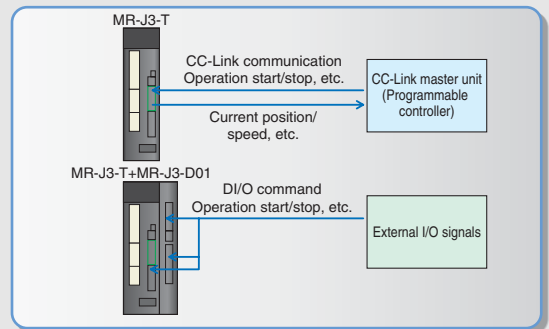 MR-J3-T
CC-Link communication
Operation start/stop, etc.
CC-Link master unit
(Programmable
controller)
Current position/
speed, etc.
MR-J3-T+MR-J3-D01
DI/O command
Operation start/stop, etc.
External I/O signals